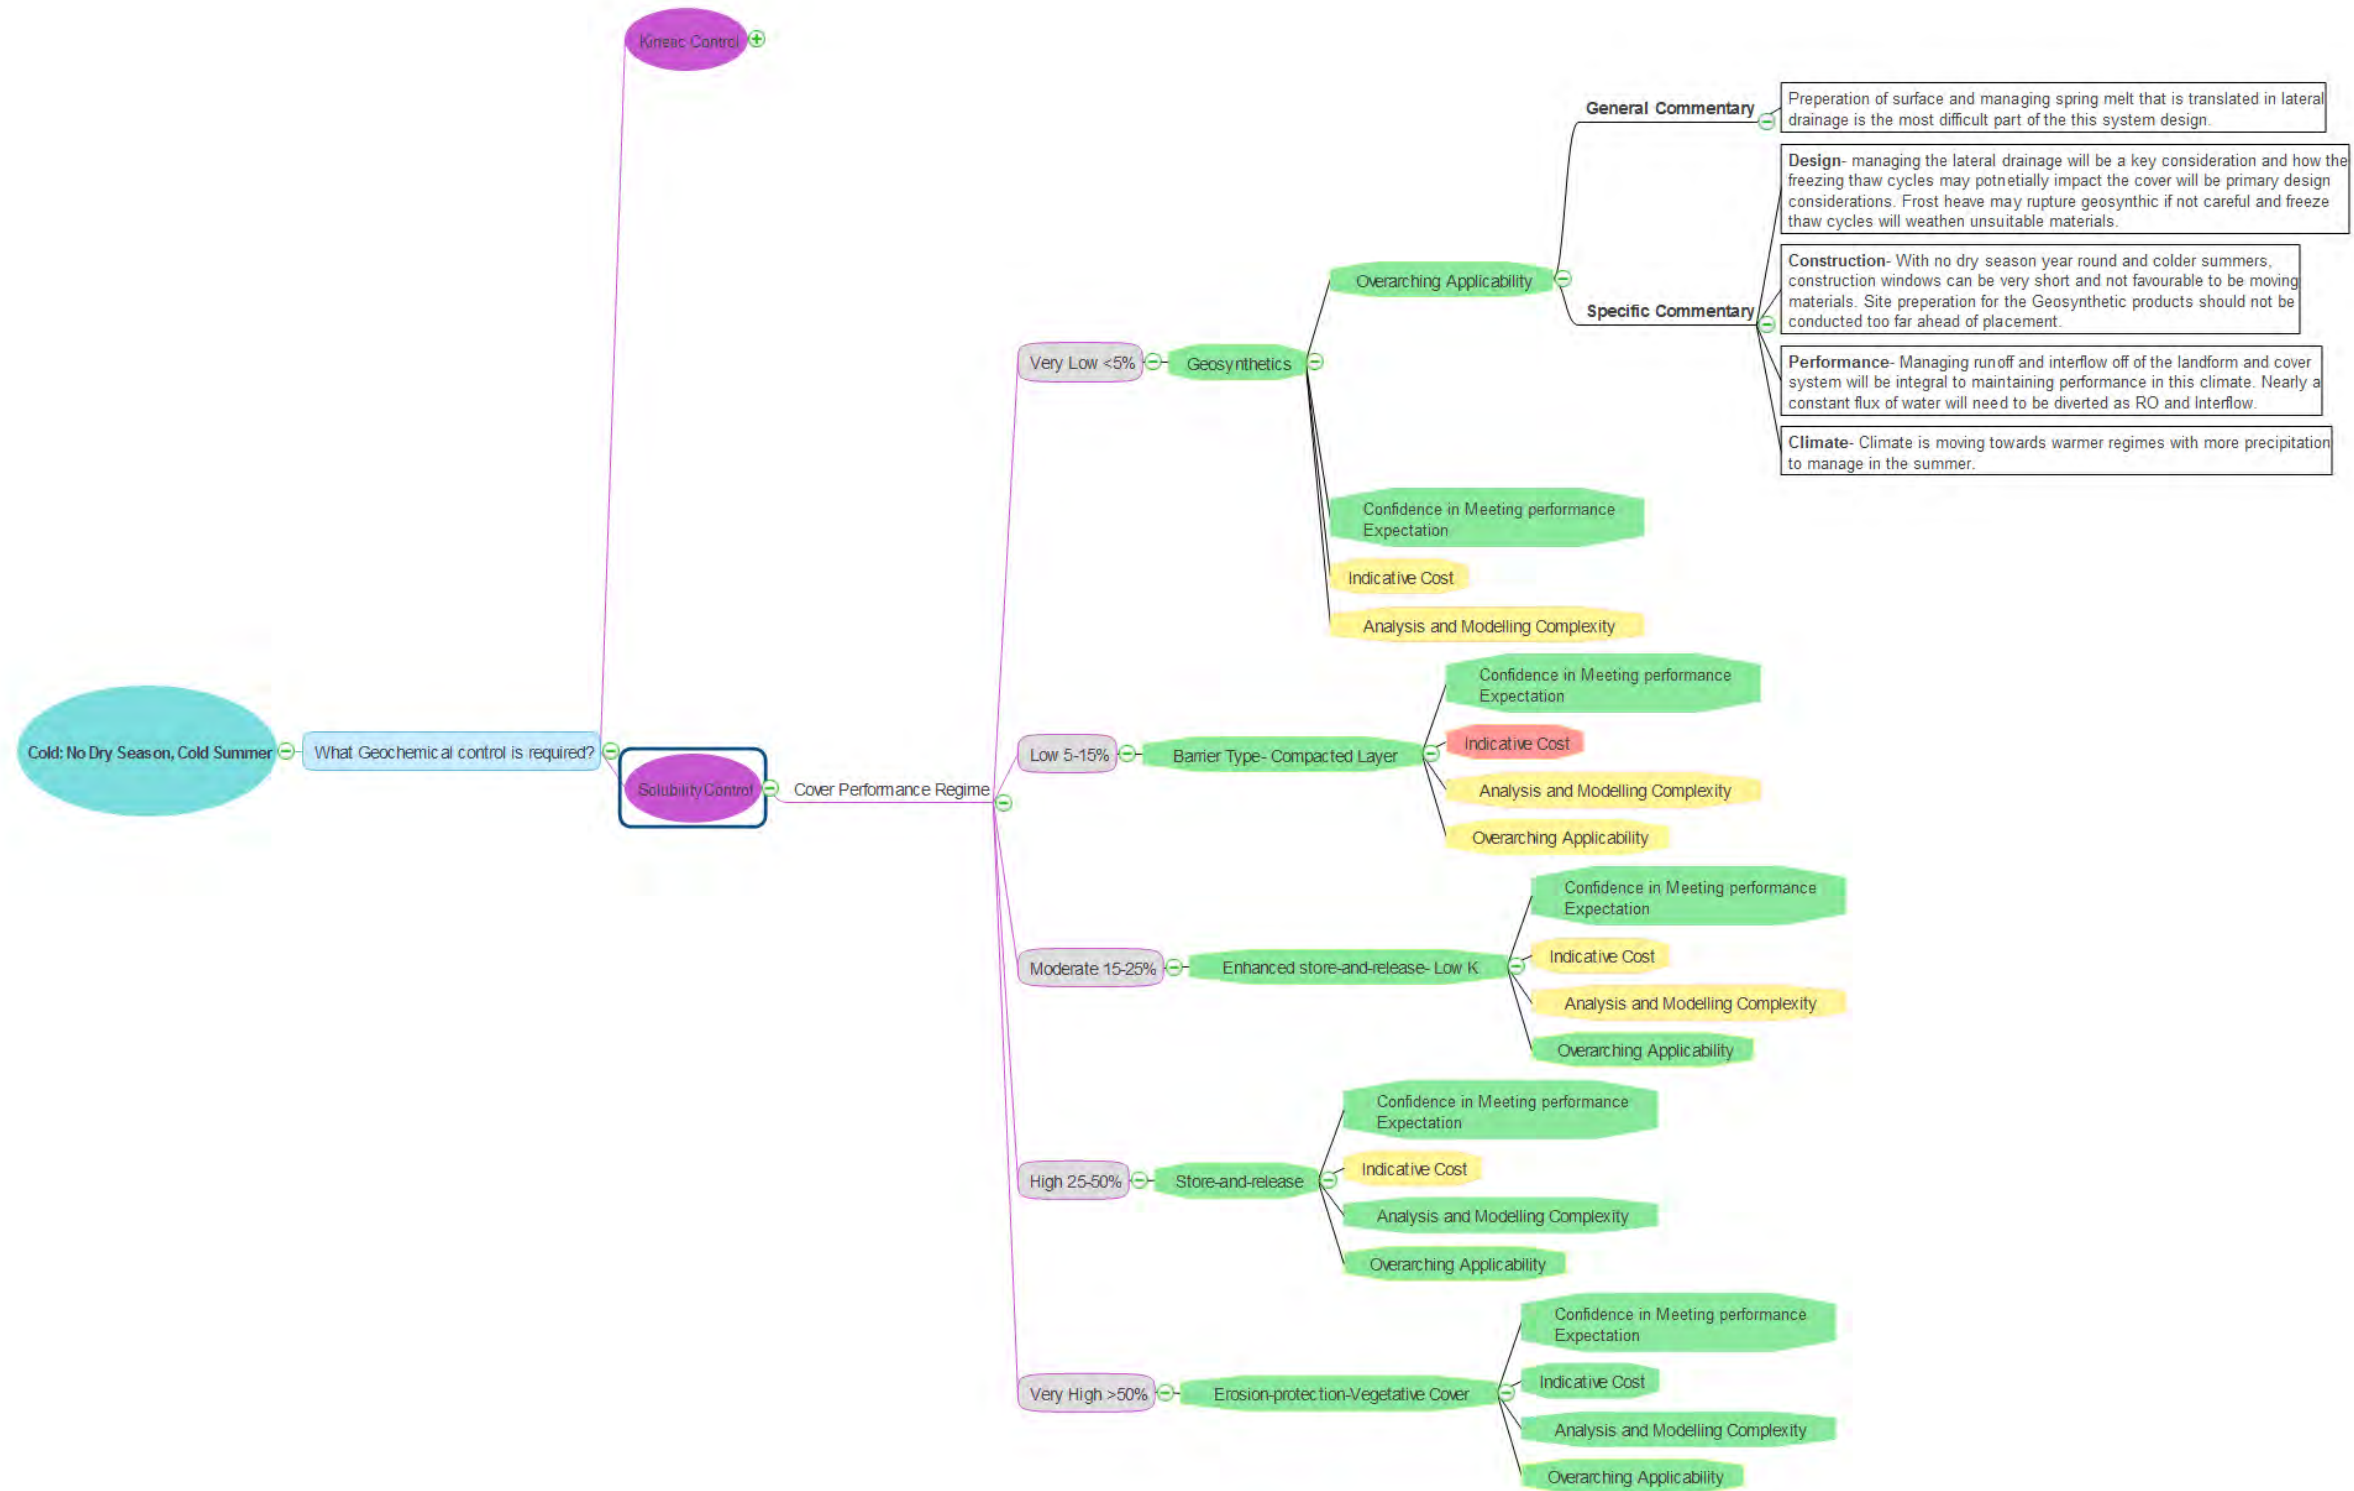 Kinetic Control
General Commentary
Preperation of surface and managing spring melt that is translated in lateral
drainage is the most difficult part of the this system design.
Design- managing the lateral drainage will be a key consideration and how the
freezing thaw cycles may potnetially impact the cover will be primary design
considerations. Frost heave may rupture geosynthic if not careful and freeze
thaw cycles will weathen unsuitable materials.
Construction- With no dry season year round and colder summers,
construction windows can be very short and not favourable to be moving
materials. Site preperation for the Geosynthetic products should not be
conducted too far ahead of placement.
Performance- Managing runoff and interflow off of the landform and cover
system will be integral to maintaining performance in this climate. Nearly a
constant flux of water will need to be diverted as RO and Interflow.
Climate- Climate is moving towards warmer regimes with more precipitation
to manage in the summer.
Specific Commentary
Overarching Applicability
Very Low <5%
Geosynthetics
Confidence in Meeting performance
Expectation
Indicative Cost
Analysis and Modelling Complexity
Cold: No Dry Season, Cold Summer
What Geochemical control is required?
Solubility Control
Cover Performance Regime
Low 5-15%
Barrier Type- Compacted Layer
Confidence in Meeting performance
Expectation
Indicative Cost
Analysis and Modelling Complexity
Overarching Applicability
Moderate 15-25%
Enhanced store-and-release- Low K
Confidence in Meeting performance
Expectation
Indicative Cost
Analysis and Modelling Complexity
Overarching Applicability
High 25-50%
Store-and-release
Confidence in Meeting performance
Expectation
Indicative Cost
Analysis and Modelling Complexity
Overarching Applicability
Very High >50%
Erosion-protection-Vegetative Cover
Confidence in Meeting performance
Expectation
Indicative Cost
Analysis and Modelling Complexity
Overarching Applicability